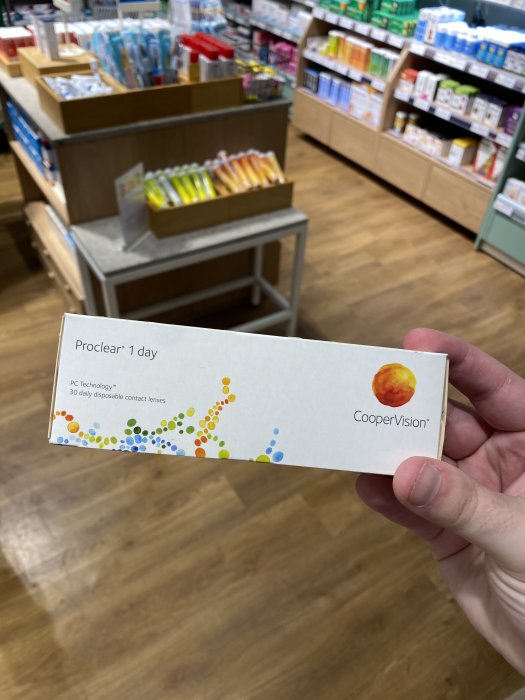 Proclear® 1 day
PC Technology™
30 daily disposable contact lenses
CooperVision®